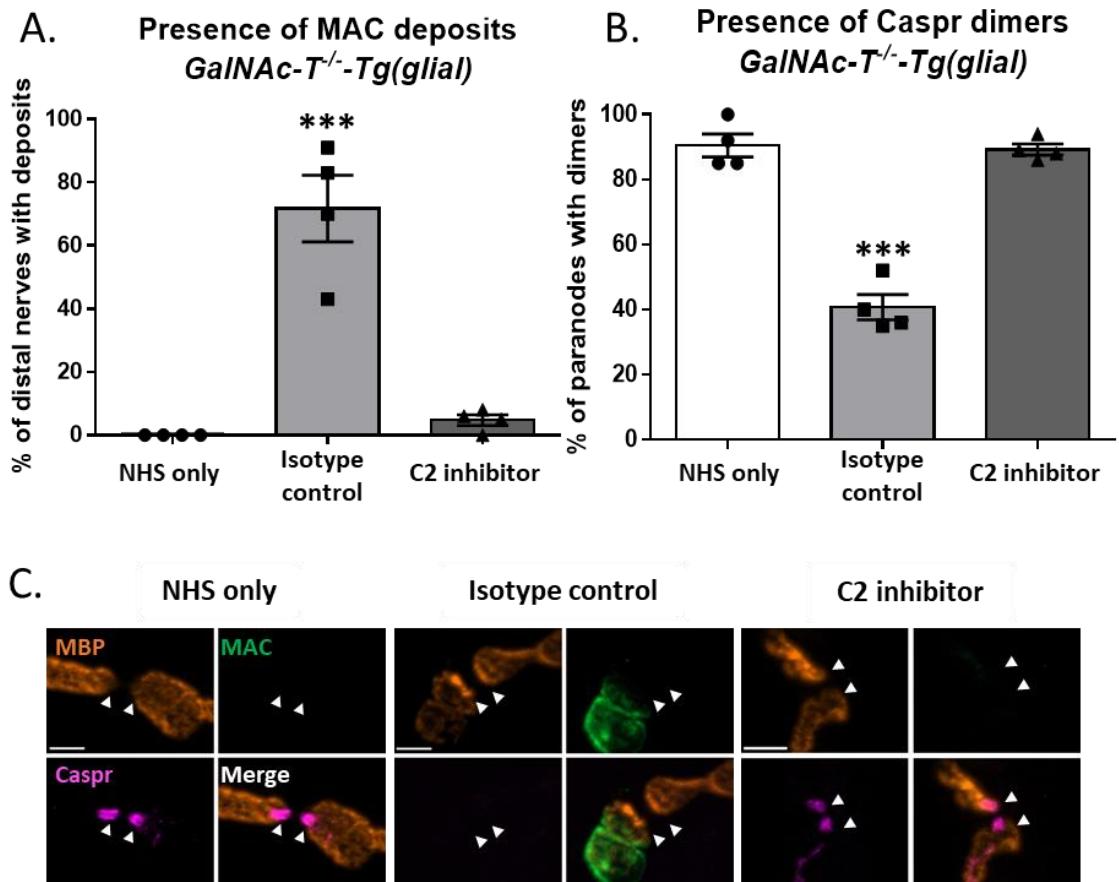 A.
Presence of MAC deposits
GalNAc-T-/--Tg(glial)
% of distal nerves with deposits
100
80
60
40
20
0
***
NHS only
Isotype
control
C2 inhibitor
B.
Presence of Caspr dimers
GalNAc-T-/--Tg(glial)
% of paranodes with dimers
100
80
60
40
20
0
***
NHS only
Isotype
control
C2 inhibitor
C.
NHS only
Isotype control
C2 inhibitor
MBP
MAC
Caspr
Merge